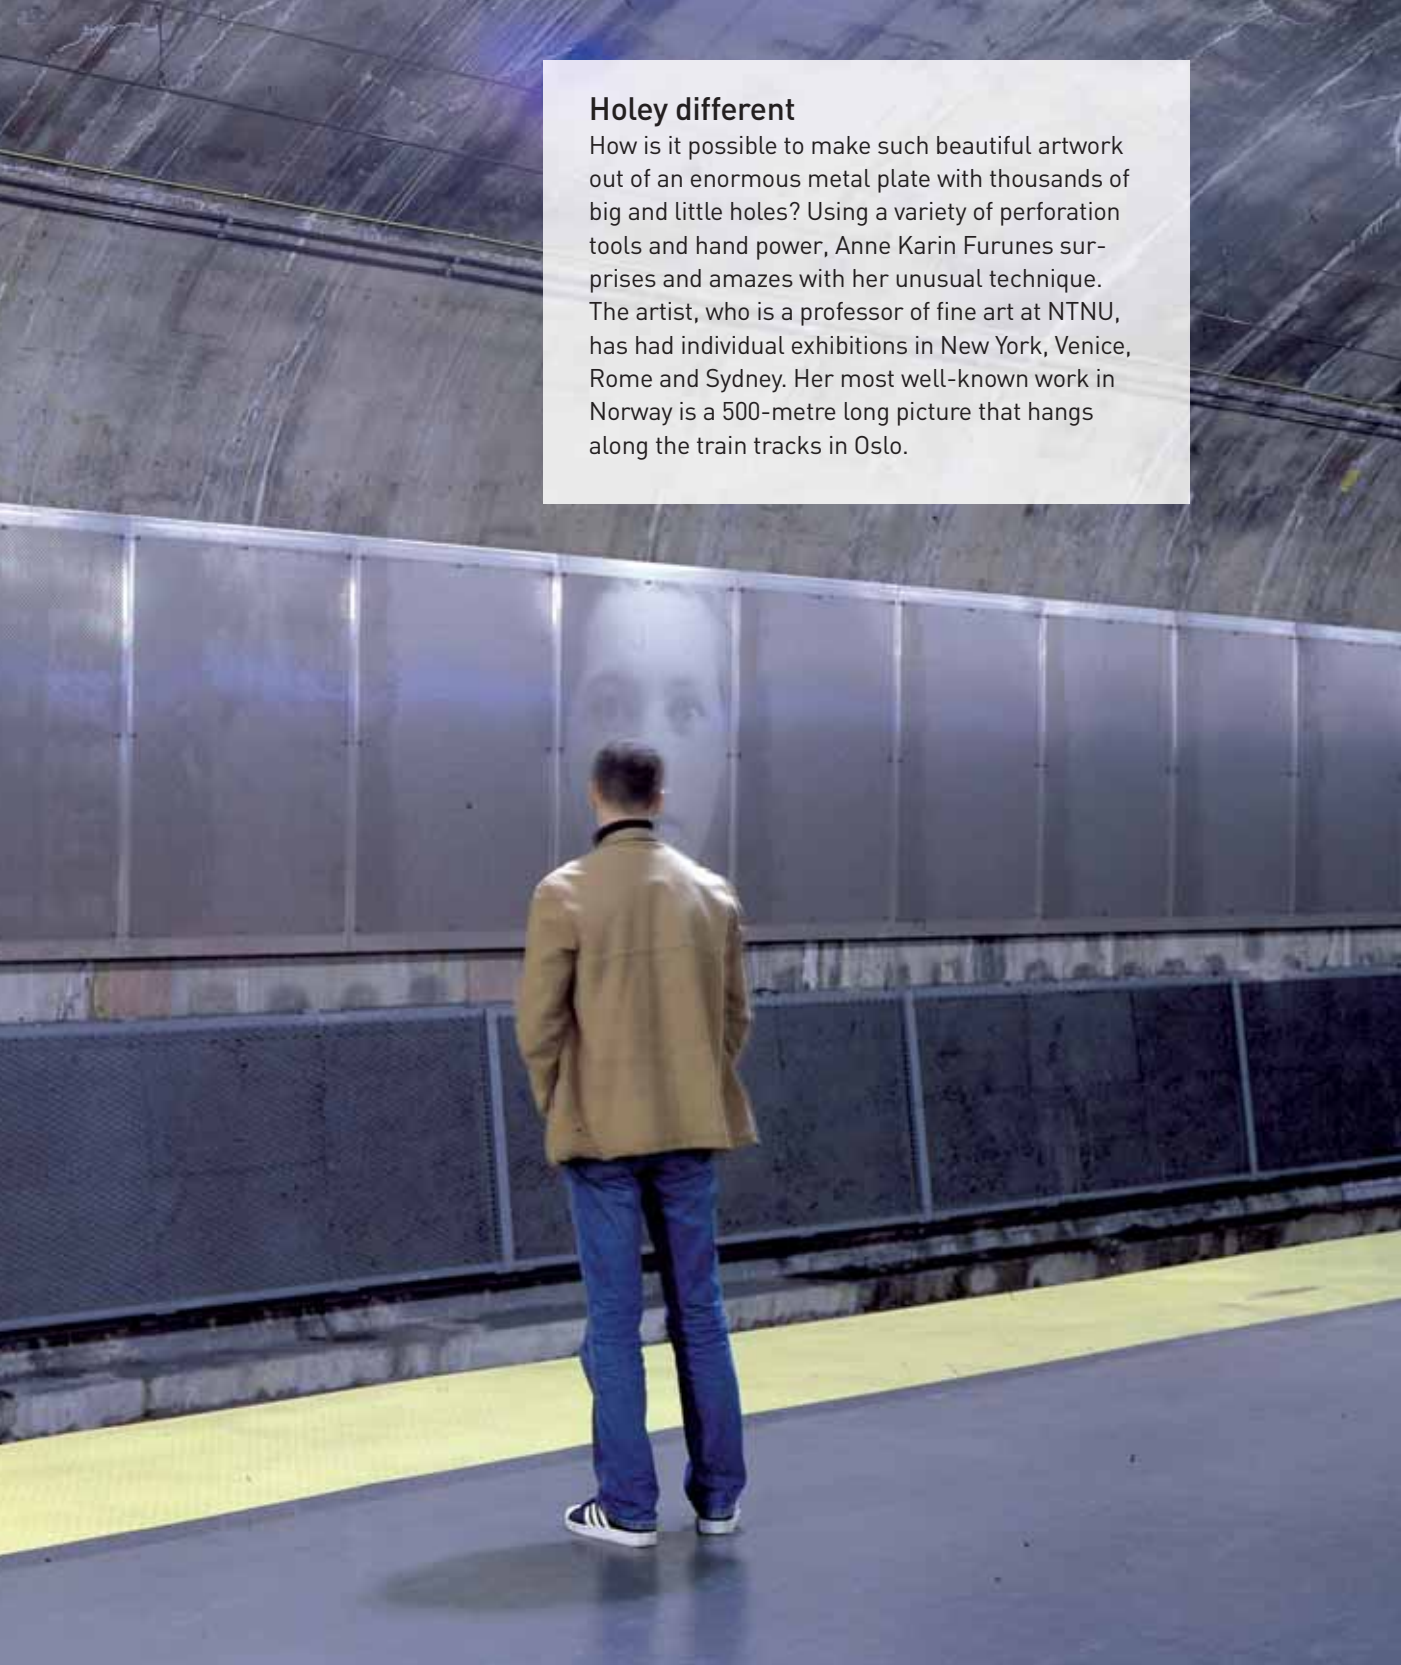 Holey different
How is it possible to make such beautiful artwork
out of an enormous metal plate with thousands of
big and little holes? Using a variety of perforation
tools and hand power, Anne Karin Furunes sur-
prises and amazes with her unusual technique.
The artist, who is a professor of fine art at NTNU,
has had individual exhibitions in New York, Venice,
Rome and Sydney. Her most well-known work in
Norway is a 500-metre long picture that hangs
along the train tracks in Oslo.